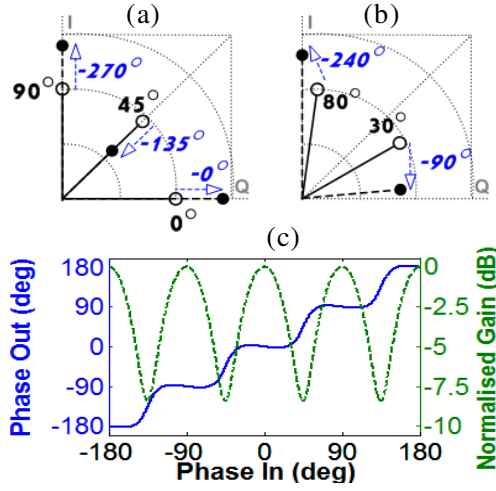 (a)
(b)
I
I
-270°
-240°
90°
45°
80°
30°
-135°
-90°
-0°
Q
Q
0°
(c)
Phase Out (deg)
180
90
0
-90
-180
0
-2.5
-5
-7.5
-10
Normalised Gain (dB)
-180
-90
0
90
180
Phase In (deg)